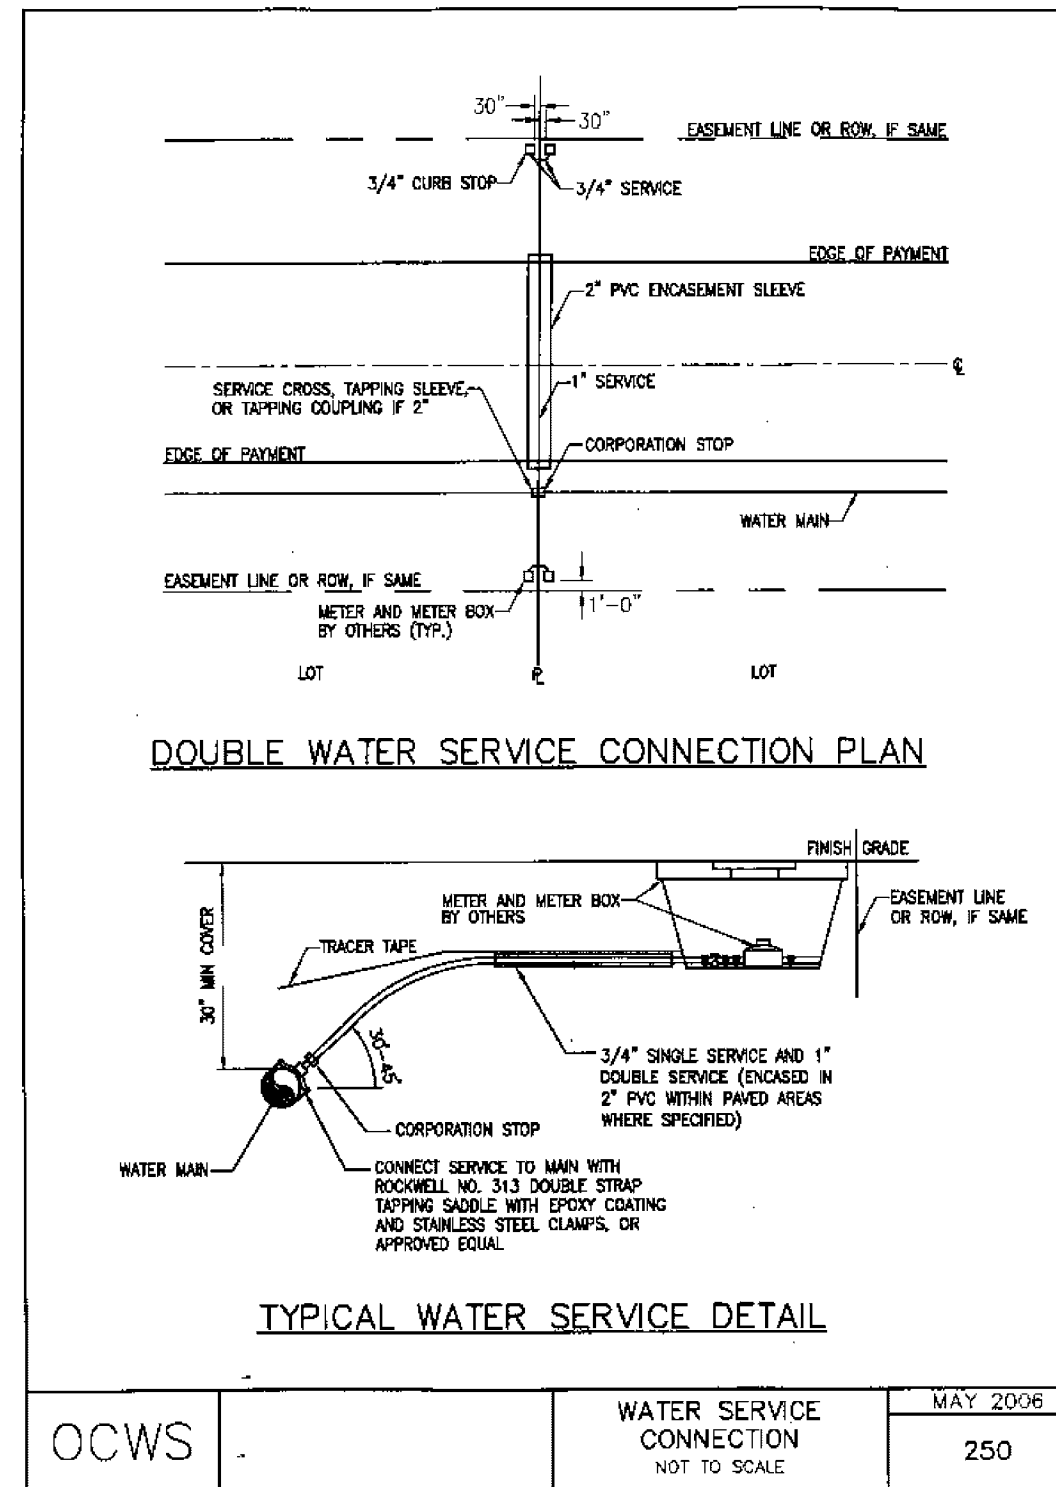 30"
30"
EASEMENT LINE OR ROW, IF SAME
3/4" CURB STOP
3/4" SERVICE
EDGE OF PAYMENT
2" PVC ENCASEMENT SLEEVE
℄
1" SERVICE
SERVICE CROSS, TAPPING SLEEVE,
OR TAPPING COUPLING IF 2"
CORPORATION STOP
EDGE OF PAYMENT
WATER MAIN
EASEMENT LINE OR ROW, IF SAME
1'-0"
METER AND METER BOX
BY OTHERS (TYP.)
LOT
PL
LOT
DOUBLE WATER SERVICE CONNECTION PLAN
FINISH GRADE
METER AND METER BOX
BY OTHERS
EASEMENT LINE
OR ROW, IF SAME
TRACER TAPE
30" MIN COVER
30°-45°
3/4" SINGLE SERVICE AND 1"
DOUBLE SERVICE (ENCASED IN
2" PVC WITHIN PAVED AREAS
WHERE SPECIFIED)
CORPORATION STOP
WATER MAIN
CONNECT SERVICE TO MAIN WITH
ROCKWELL NO. 313 DOUBLE STRAP
TAPPING SADDLE WITH EPOXY COATING
AND STAINLESS STEEL CLAMPS, OR
APPROVED EQUAL
TYPICAL WATER SERVICE DETAIL
OCWS
WATER SERVICE
CONNECTION
NOT TO SCALE
MAY 2006
250